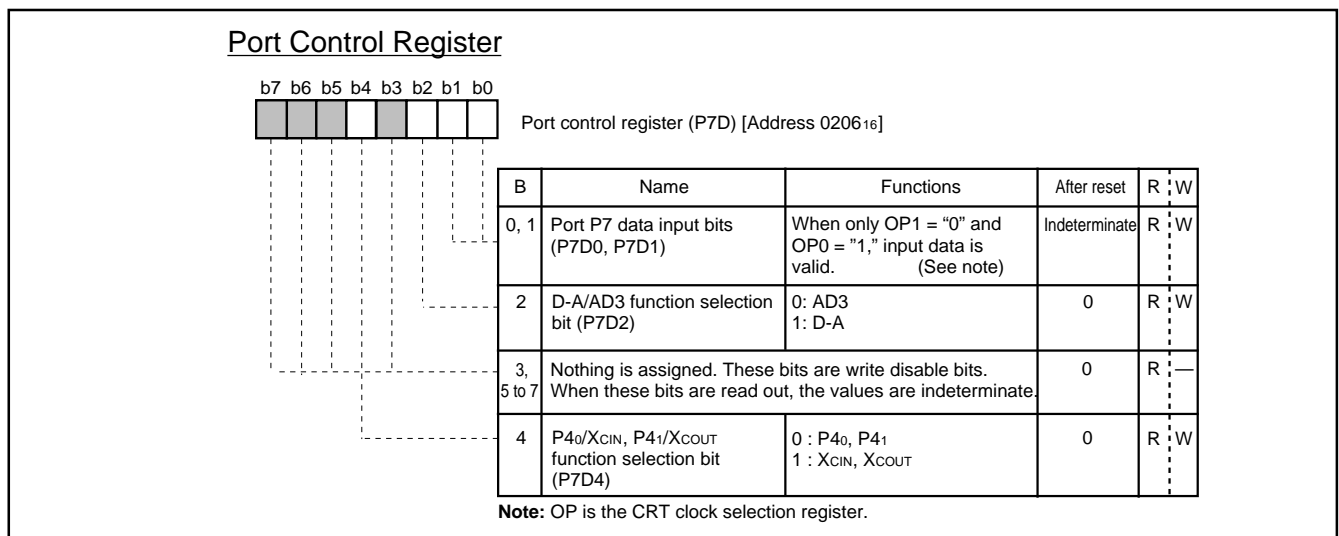 Port Control Register
b7 b6 b5 b4 b3 b2 b1 b0
Port control register (P7D) [Address 0206₁₆]
B Name Functions After reset R W
0, 1 Port P7 data input bits (P7D0, P7D1) When only OP1 = “0” and OP0 = ”1,” input data is valid. (See note) Indeterminate R W
2 D-A/AD3 function selection bit (P7D2) 0: AD3 1: D-A 0 R W
3, 5 to 7 Nothing is assigned. These bits are write disable bits. When these bits are read out, the values are indeterminate. 0 R —
4 P4₀/XCIN, P4₁/XCOUT function selection bit (P7D4) 0 : P4₀, P4₁ 1 : XCIN, XCOUT 0 R W
Note: OP is the CRT clock selection register.